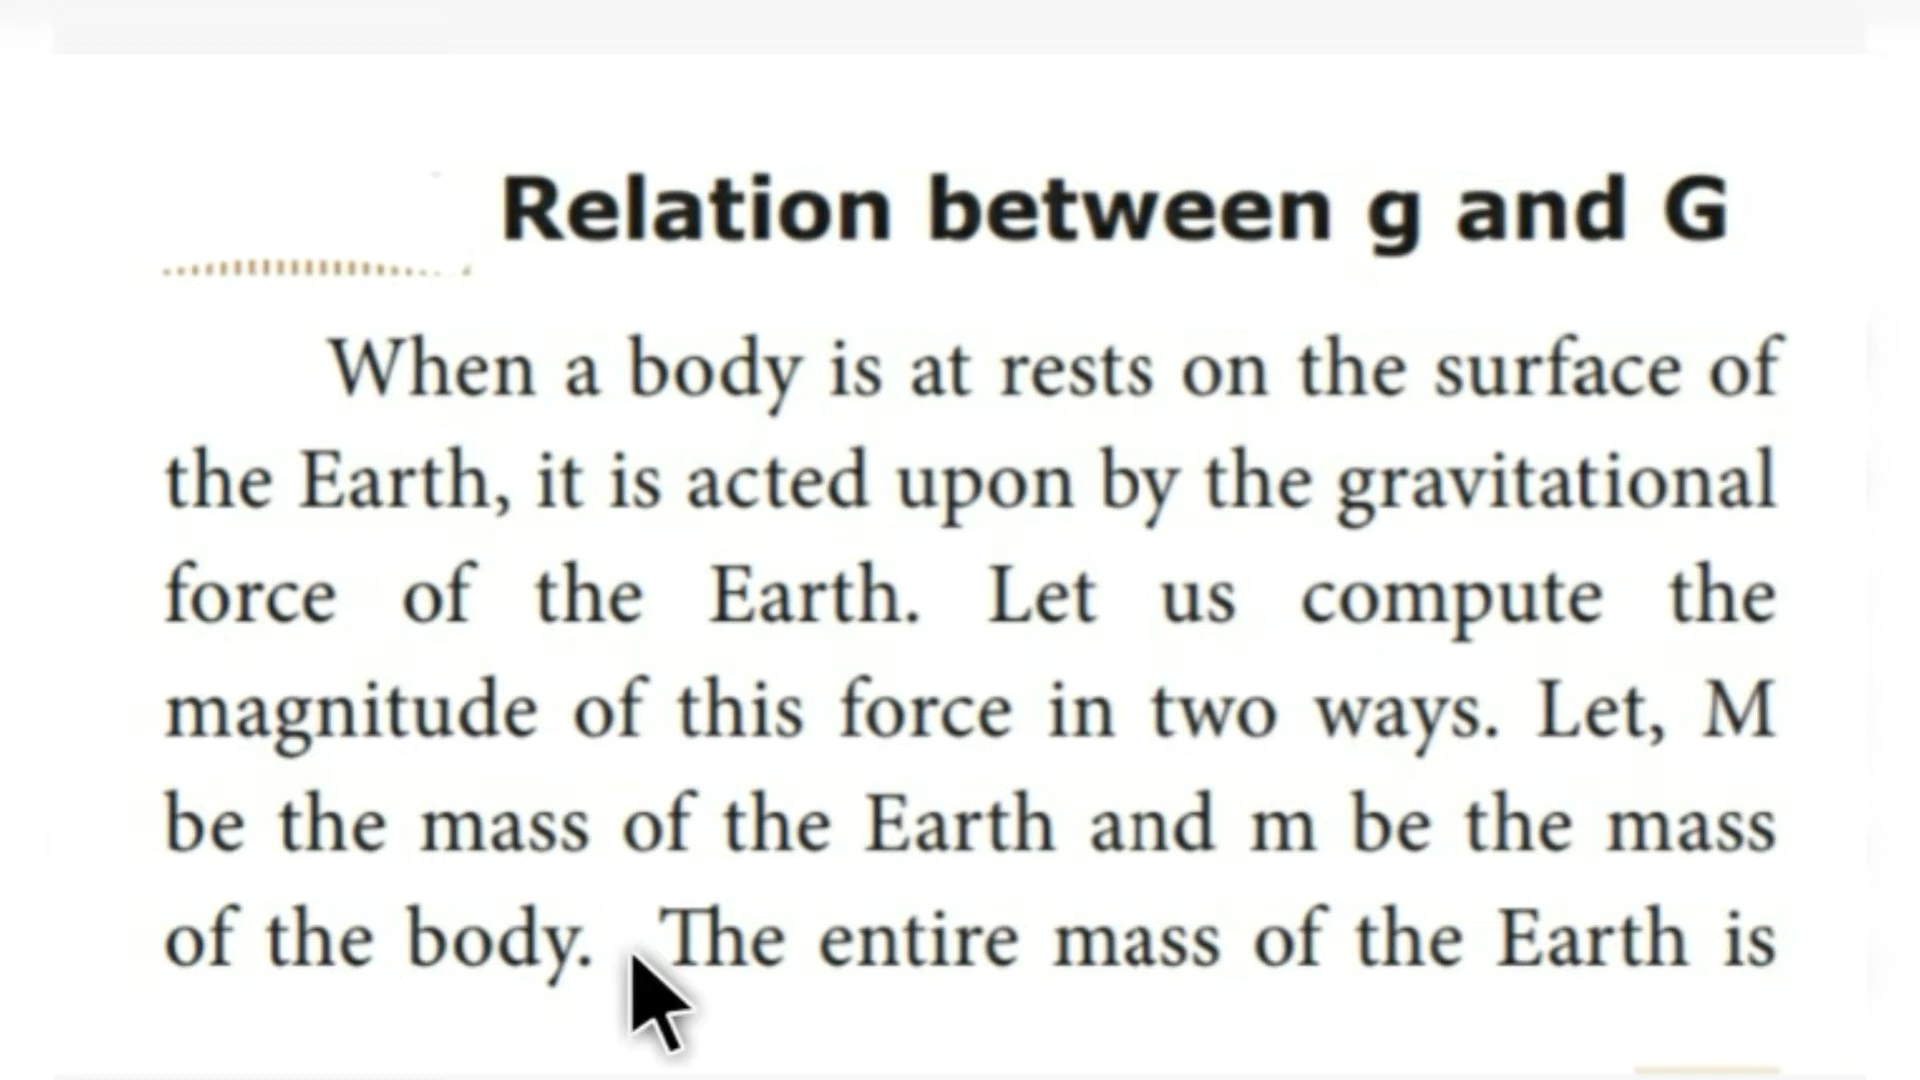 Relation between g and G
When a body is at rests on the surface of
the Earth, it is acted upon by the gravitational
force of the Earth. Let us compute the
magnitude of this force in two ways. Let, M
be the mass of the Earth and m be the mass
of the body. The entire mass of the Earth is